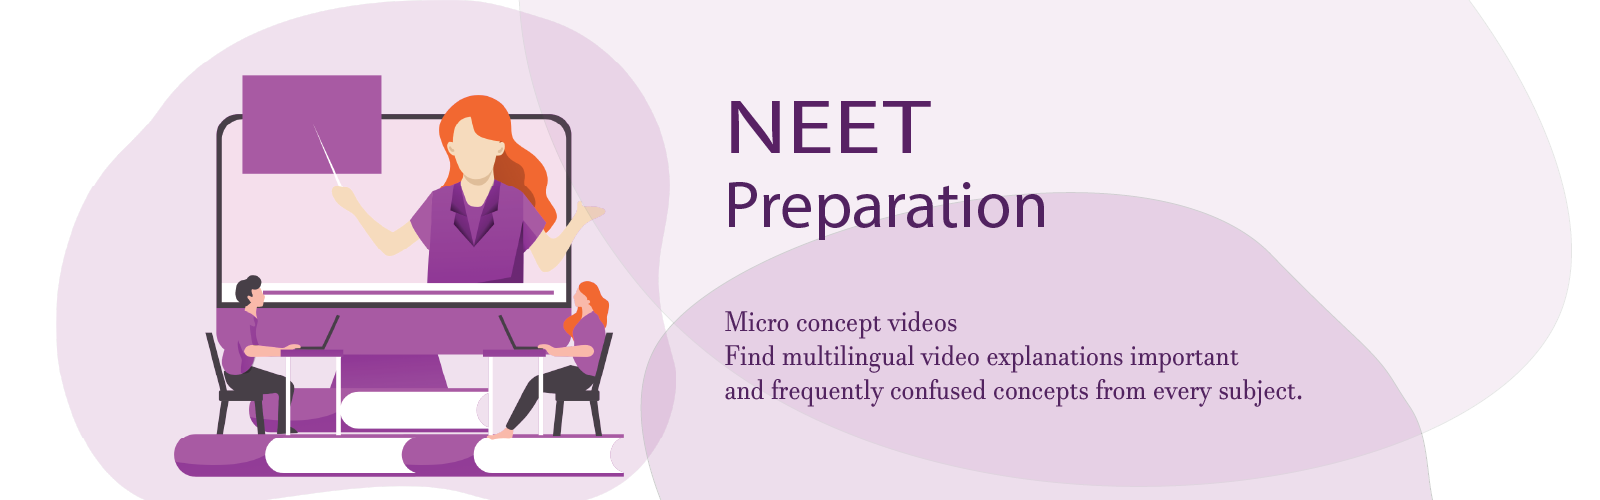 NEET
Preparation
Micro concept videos
Find multilingual video explanations important
and frequently confused concepts from every subject.